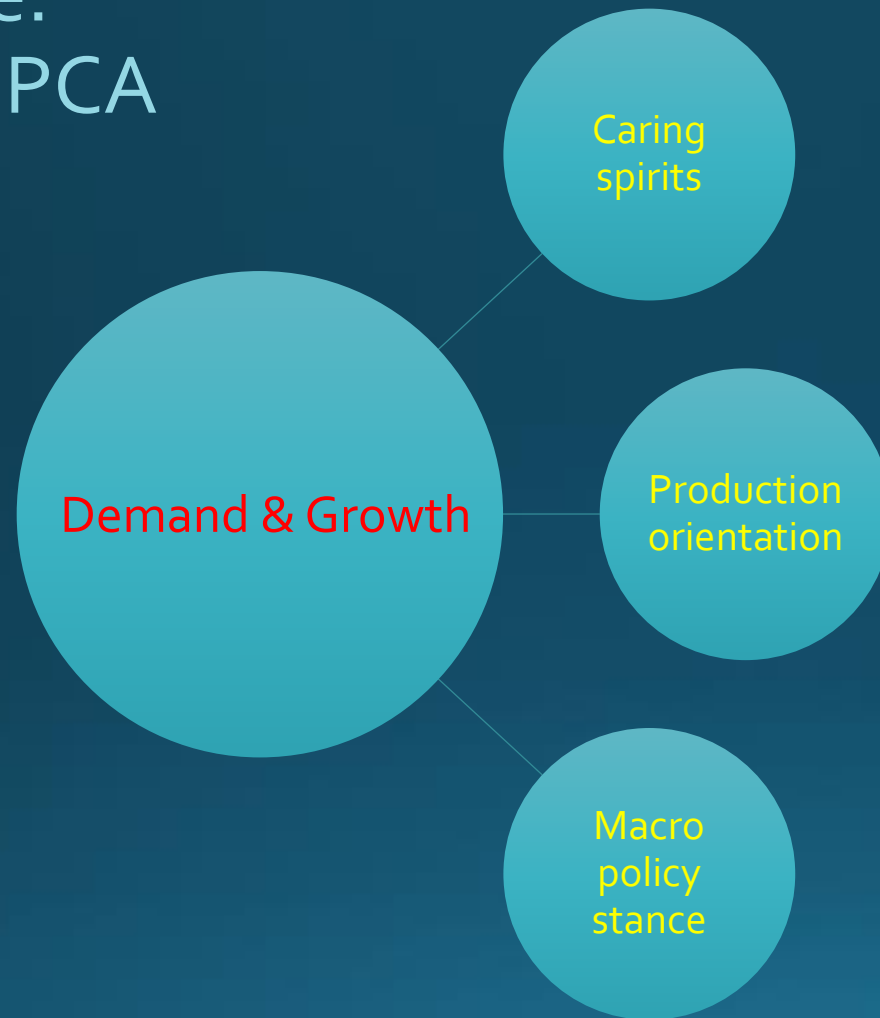 PCA
Caring
spirits
Demand & Growth
Production
orientation
Macro
policy
stance